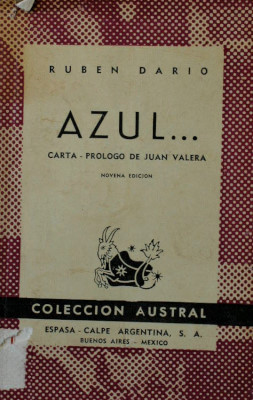 RUBEN DARIO
AZUL...
CARTA - PROLOGO DE JUAN VALERA
NOVENA EDICION
COLECCION AUSTRAL
ESPASA - CALPE ARGENTINA, S. A.
BUENOS AIRES - MEXICO